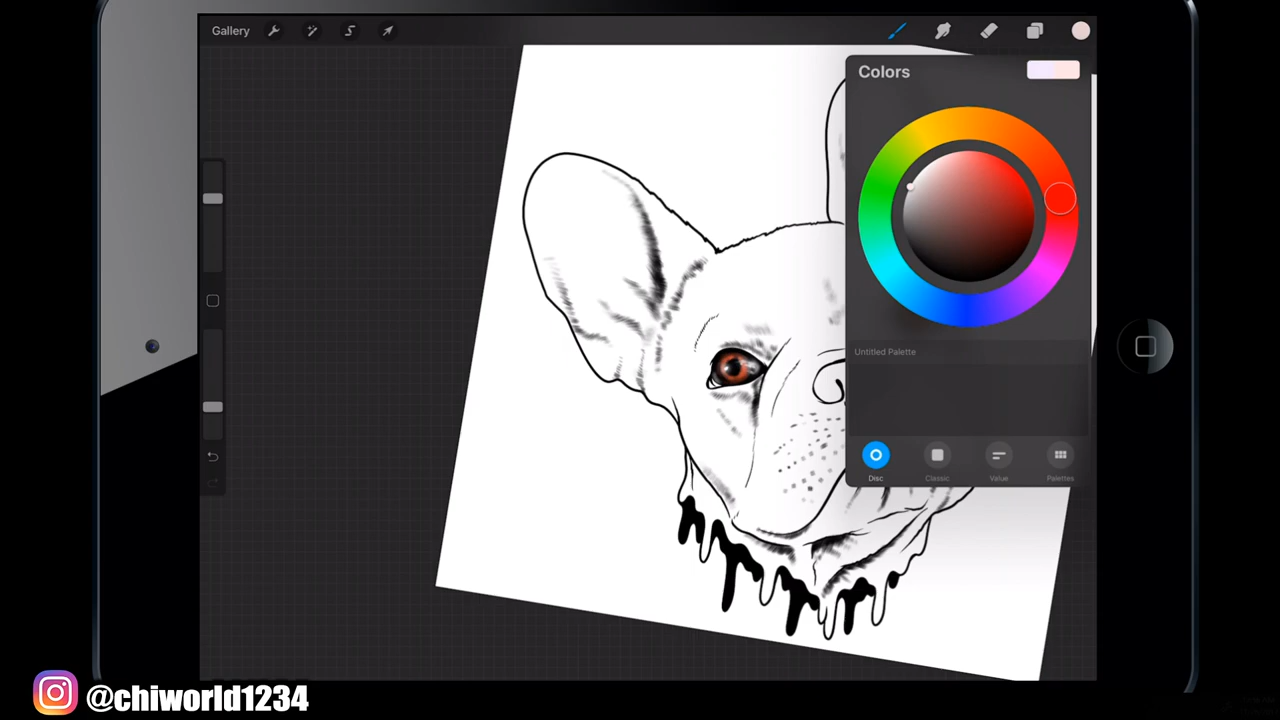 Gallery
Colors
Untitled Palette
Disc
Classic
Value
Palettes
@chiworld1234